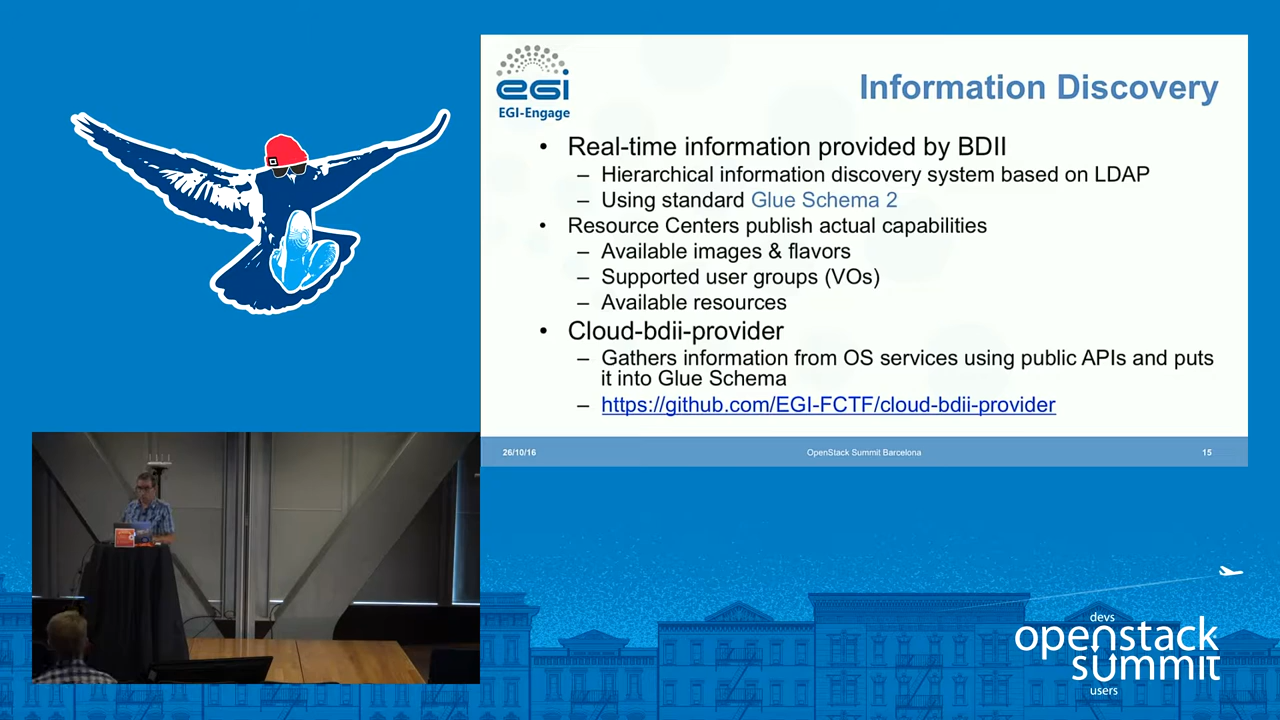 egi
EGI-Engage
Information Discovery
• Real-time information provided by BDII
– Hierarchical information discovery system based on LDAP
– Using standard Glue Schema 2
• Resource Centers publish actual capabilities
– Available images & flavors
– Supported user groups (VOs)
– Available resources
• Cloud-bdii-provider
– Gathers information from OS services using public APIs and puts
it into Glue Schema
– https://github.com/EGI-FCTF/cloud-bdii-provider
26/10/16
OpenStack Summit Barcelona
15
devs
openstack
summit
users